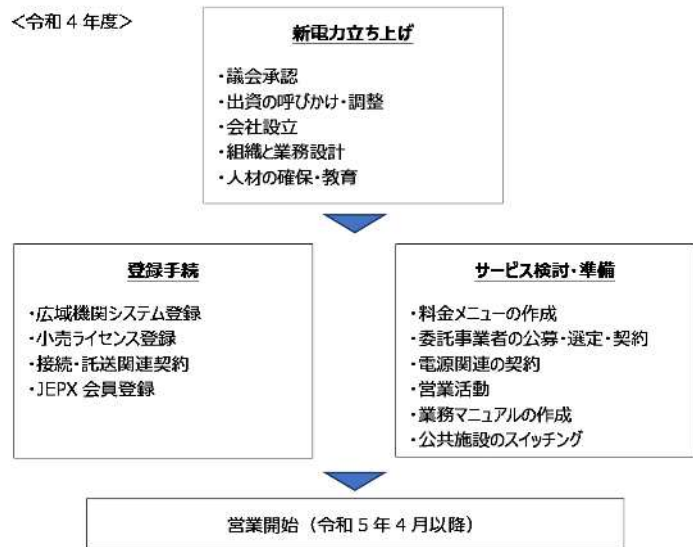 <令和4年度>
新電力立ち上げ
・議会承認
・出資の呼びかけ・調整
・会社設立
・組織と業務設計
・人材の確保・教育
登録手続
・広域機関システム登録
・小売ライセンス登録
・接続・託送関連契約
・JEPX 会員登録
サービス検討・準備
・料金メニューの作成
・委託事業者の公募・選定・契約
・電源関連の契約
・営業活動
・業務マニュアルの作成
・公共施設のスイッチング
営業開始（令和5年4月以降）